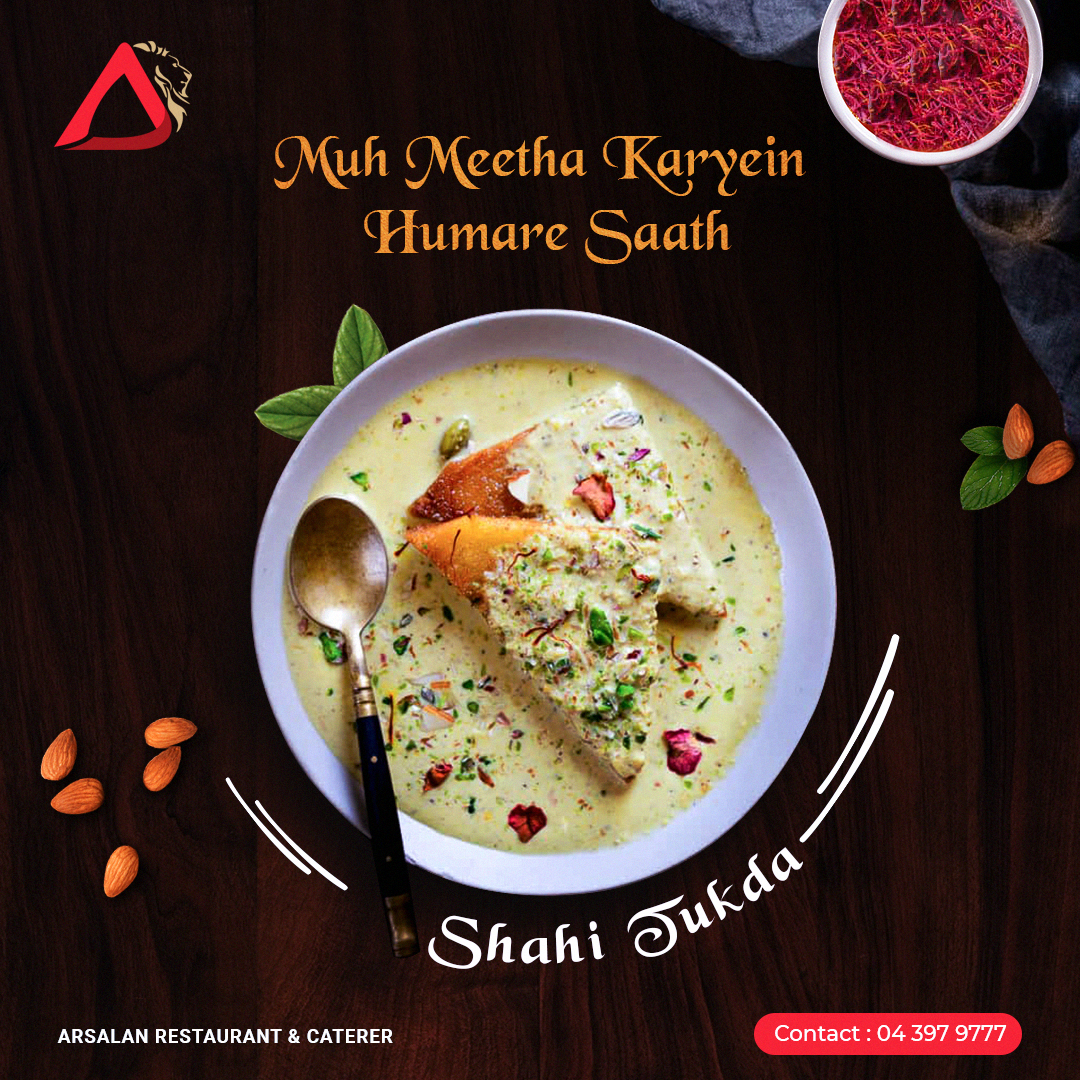 Muh Meetha Karyein
Humare Saath
Shahi Tukda
ARSALAN RESTAURANT & CATERER
Contact : 04 397 9777